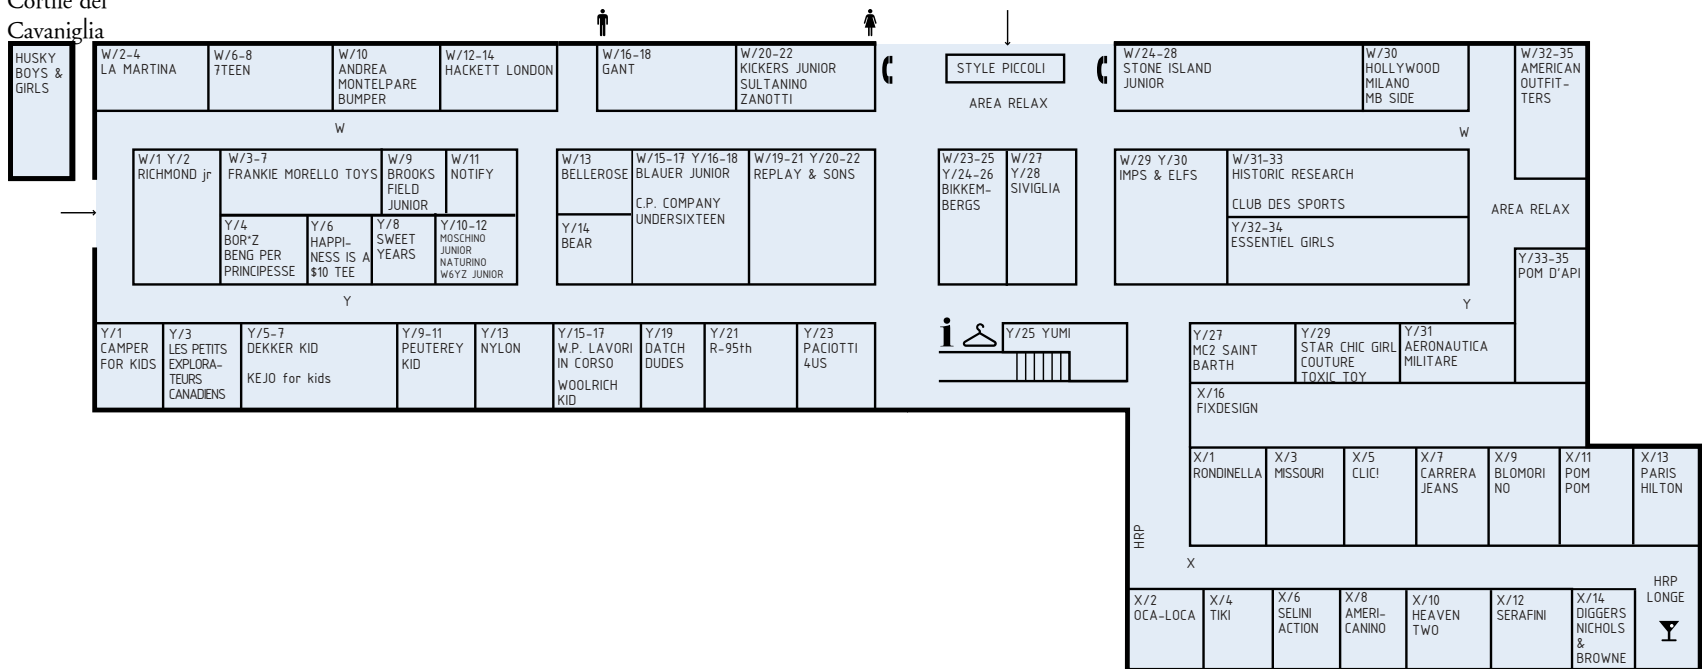 Cortile del
Cavaniglia
HUSKY
BOYS &
GIRLS
W/2-4
LA MARTINA
W/6-8
7TEEN
W/10
ANDREA
MONTELPARE
BUMPER
W/12-14
HACKETT LONDON
W/16-18
GANT
W/20-22
KICKERS JUNIOR
SULTANINO
ZANOTTI
STYLE PICCOLI
AREA RELAX
W/24-28
STONE ISLAND
JUNIOR
W/30
HOLLYWOOD
MILANO
MB SIDE
W/32-35
AMERICAN
OUTFIT-
TERS
W
W
W/1 Y/2
RICHMOND jr
W/3-7
FRANKIE MORELLO TOYS
W/9
BROOKS
FIELD
JUNIOR
W/11
NOTIFY
Y/4
BOR*Z
BENG PER
PRINCIPESSE
Y/6
HAPPI-
NESS IS A
$10 TEE
Y/8
SWEET
YEARS
Y/10-12
MOSCHINO
JUNIOR
NATURINO
W6YZ JUNIOR
W/13
BELLEROSE
Y/14
BEAR
W/15-17 Y/16-18
BLAUER JUNIOR
C.P. COMPANY
UNDERSIXTEEN
W/19-21 Y/20-22
REPLAY & SONS
W/23-25
Y/24-26
BIKKEM-
BERGS
W/27
Y/28
SIVIGLIA
W/29 Y/30
IMPS & ELFS
W/31-33
HISTORIC RESEARCH
CLUB DES SPORTS
Y/32-34
ESSENTIEL GIRLS
AREA RELAX
Y/33-35
POM D'API
Y
Y
Y/1
CAMPER
FOR KIDS
Y/3
LES PETITS
EXPLORA-
TEURS
CANADIENS
Y/5-7
DEKKER KID
KEJO for kids
Y/9-11
PEUTEREY
KID
Y/13
NYLON
Y/15-17
W.P. LAVORI
IN CORSO
WOOLRICH
KID
Y/19
DATCH
DUDES
Y/21
R-95th
Y/23
PACIOTTI
4US
i
Y/25 YUMI
Y/27
MC2 SAINT
BARTH
Y/29
STAR CHIC GIRL
COUTURE
TOXIC TOY
Y/31
AERONAUTICA
MILITARE
X/16
FIXDESIGN
X/1
RONDINELLA
X/3
MISSOURI
X/5
CLIC!
X/7
CARRERA
JEANS
X/9
BLOMORI
NO
X/11
POM
POM
X/13
PARIS
HILTON
HRP
X
HRP
LONGE
X/2
OCA-LOCA
X/4
TIKI
X/6
SELINI
ACTION
X/8
AMERI-
CANINO
X/10
HEAVEN
TWO
X/12
SERAFINI
X/14
DIGGERS
NICHOLS
&
BROWNE